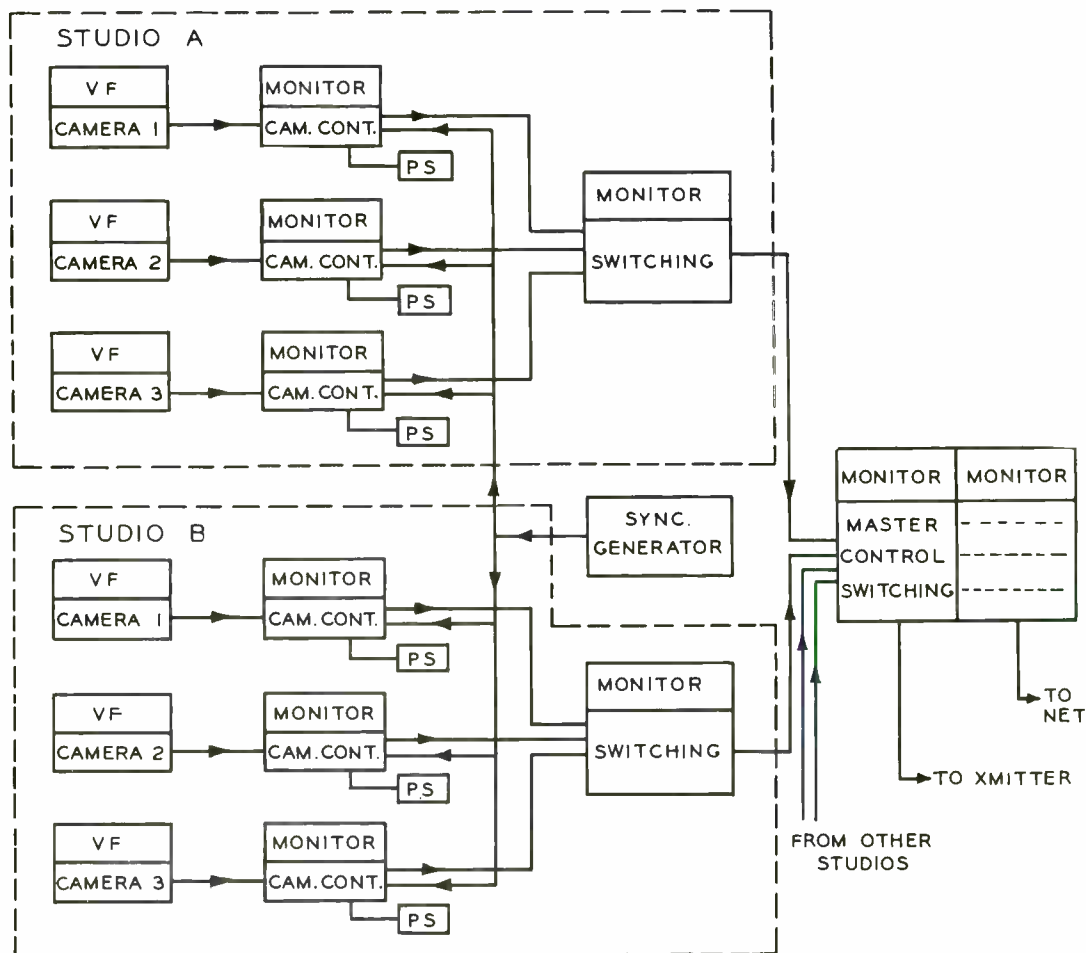 STUDIO A
VF
CAMERA 1
MONITOR
CAM. CONT.
PS
VF
CAMERA 2
MONITOR
CAM. CONT.
PS
VF
CAMERA 3
MONITOR
CAM. CONT.
PS
MONITOR
SWITCHING
SYNC.
GENERATOR
STUDIO B
VF
CAMERA 1
MONITOR
CAM. CONT.
PS
VF
CAMERA 2
MONITOR
CAM. CONT.
P.S
VF
CAMERA 3
MONITOR
CAM. CONT.
PS
MONITOR
SWITCHING
MONITOR
MONITOR
MASTER
CONTROL
SWITCHING
TO
NET
TO XMITTER
FROM OTHER
STUDIOS